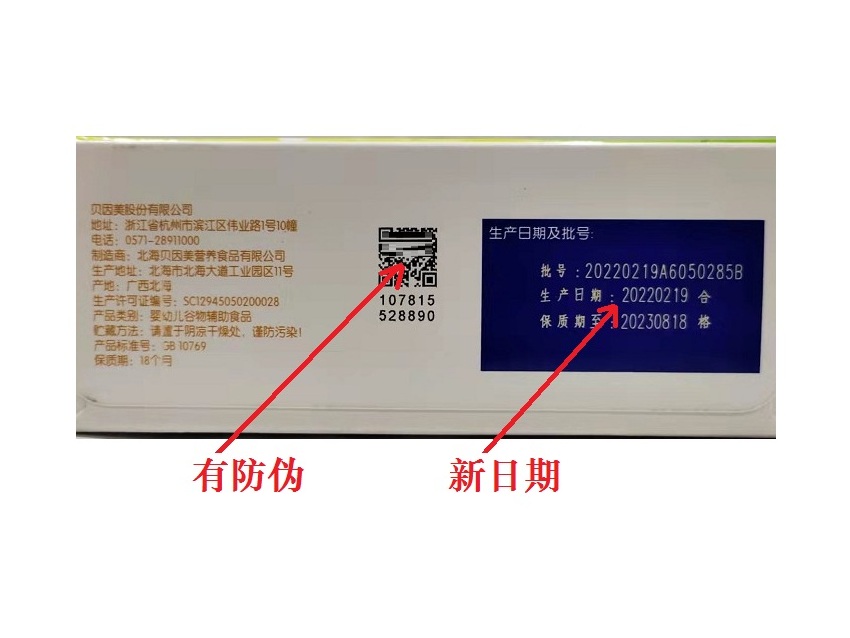 贝因美股份有限公司
地址：浙江省杭州市滨江区伟业路1号10幢
电话：0571-28911000
制造商：北海贝因美营养食品有限公司
生产地址：北海市北海大道工业园区11号
产地：广西北海
生产许可证编号：SC12945050200028
产品类别：婴幼儿谷物辅助食品
贮藏方法：请置于阴凉干燥处，谨防污染！
产品标准号：GB 10769
保质期：18个月
107815
528890
生产日期及批号：
批号：20220219A6050285B
生产日期：20220219 合
保质期至：20230818 格
有防伪
新日期